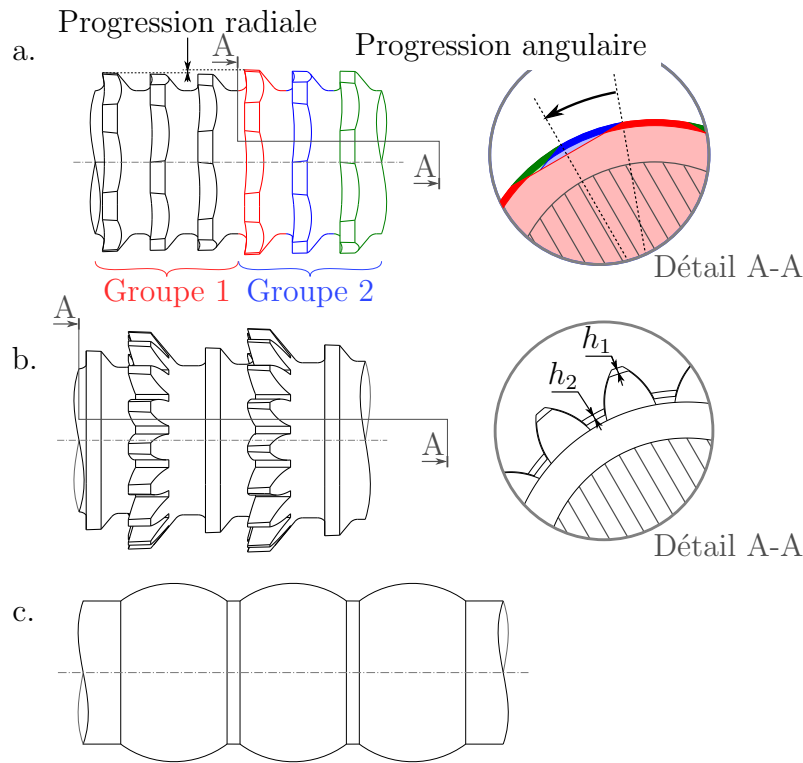 Progression radiale
a.
A
Progression angulaire
A
Groupe 1
Groupe 2
Détail A-A
A
b.
h₁
h₂
A
Détail A-A
c.